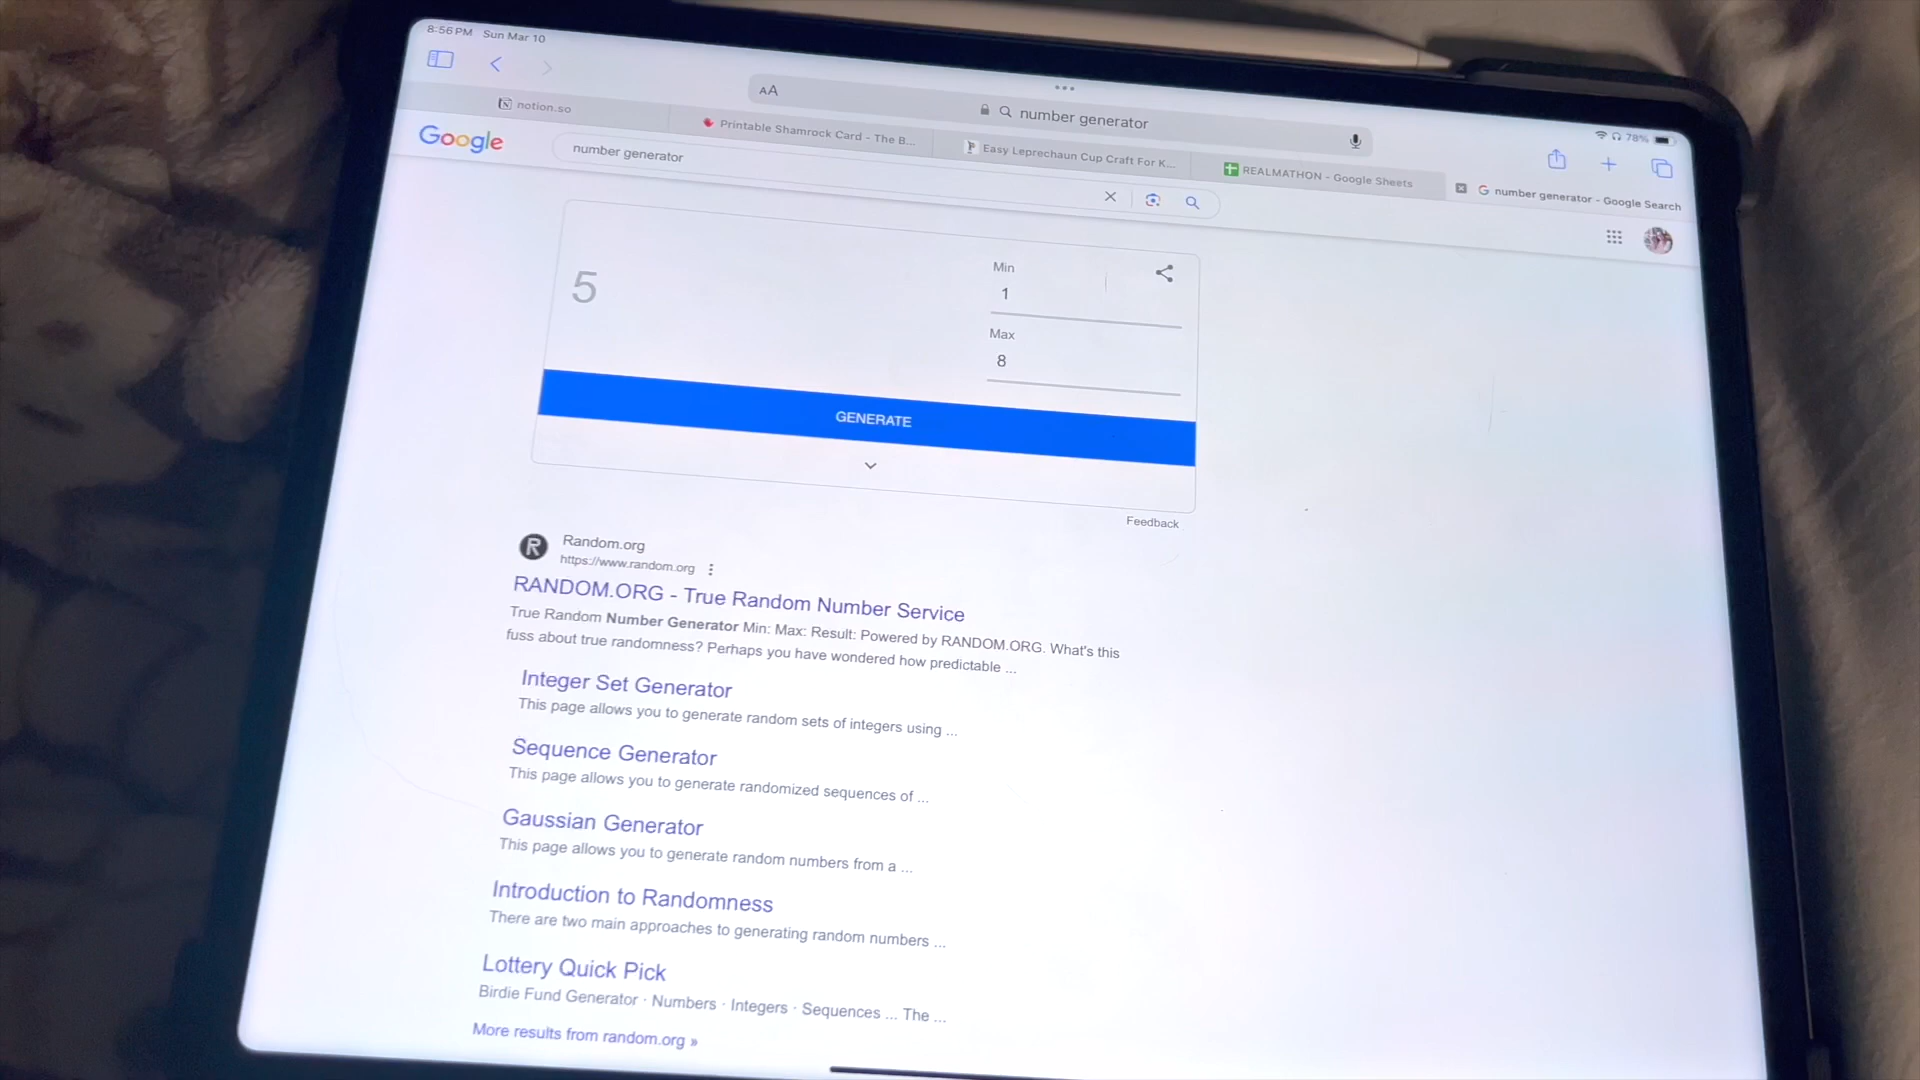 8:56 PM Sun Mar 10
78%
AA
number generator
notion.so
Printable Shamrock Card - The B...
Easy Leprechaun Cup Craft For K...
REALMATHON - Google Sheets
number generator - Google Search
Google
number generator
5
Min
1
Max
8
GENERATE
Feedback
R
Random.org
https://www.random.org
RANDOM.ORG - True Random Number Service
True Random Number Generator Min: Max: Result: Powered by RANDOM.ORG. What's this
fuss about true randomness? Perhaps you have wondered how predictable ...
Integer Set Generator
This page allows you to generate random sets of integers using ...
Sequence Generator
This page allows you to generate randomized sequences of ...
Gaussian Generator
This page allows you to generate random numbers from a ...
Introduction to Randomness
There are two main approaches to generating random numbers ...
Lottery Quick Pick
Birdie Fund Generator · Numbers · Integers · Sequences ... The ...
More results from random.org »